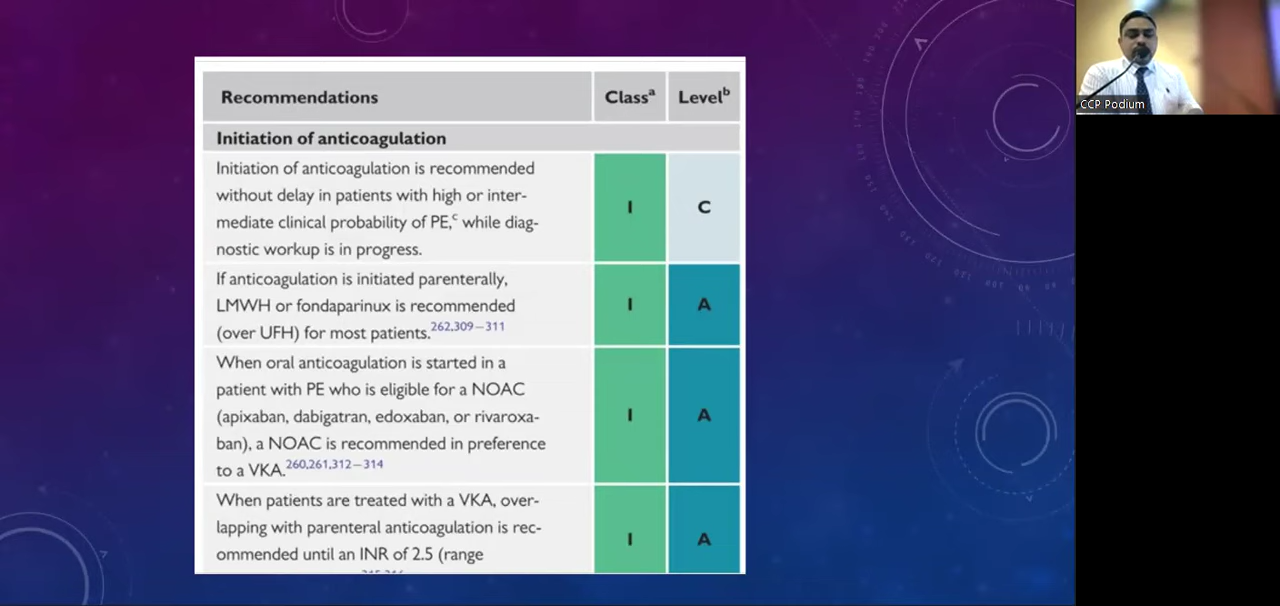 Recommendations Classᵃ Levelᵇ
Initiation of anticoagulation
Initiation of anticoagulation is recommended
without delay in patients with high or inter-
mediate clinical probability of PE,ᶜ while diag-
nostic workup is in progress.
I C
If anticoagulation is initiated parenterally,
LMWH or fondaparinux is recommended
(over UFH) for most patients.262,309–311
I A
When oral anticoagulation is started in a
patient with PE who is eligible for a NOAC
(apixaban, dabigatran, edoxaban, or rivaroxa-
ban), a NOAC is recommended in preference
to a VKA.260,261,312–314
I A
When patients are treated with a VKA, over-
lapping with parenteral anticoagulation is rec-
ommended until an INR of 2.5 (range
I A
CCP Podium